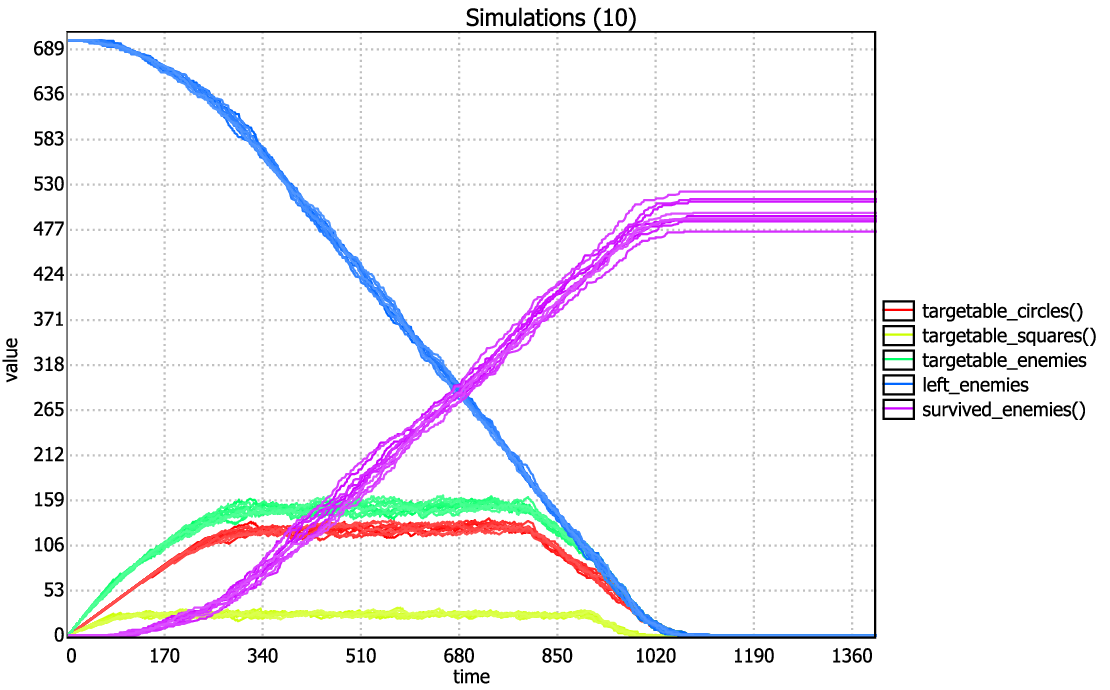 Simulations (10)
689
636
583
530
477
424
371
318
265
212
159
106
53
0
value
0 170 340 510 680 850 1020 1190 1360
time
targetable_circles()
targetable_squares()
targetable_enemies
left_enemies
survived_enemies()